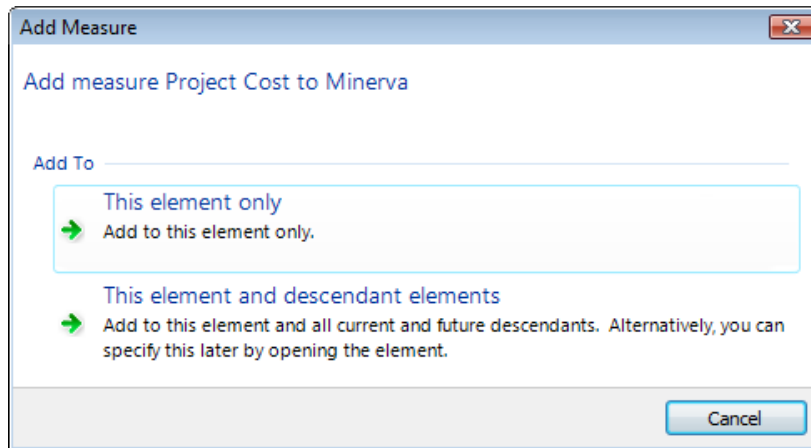 Add Measure
Add measure Project Cost to Minerva
Add To
This element only
Add to this element only.
This element and descendant elements
Add to this element and all current and future descendants.  Alternatively, you can
specify this later by opening the element.
Cancel